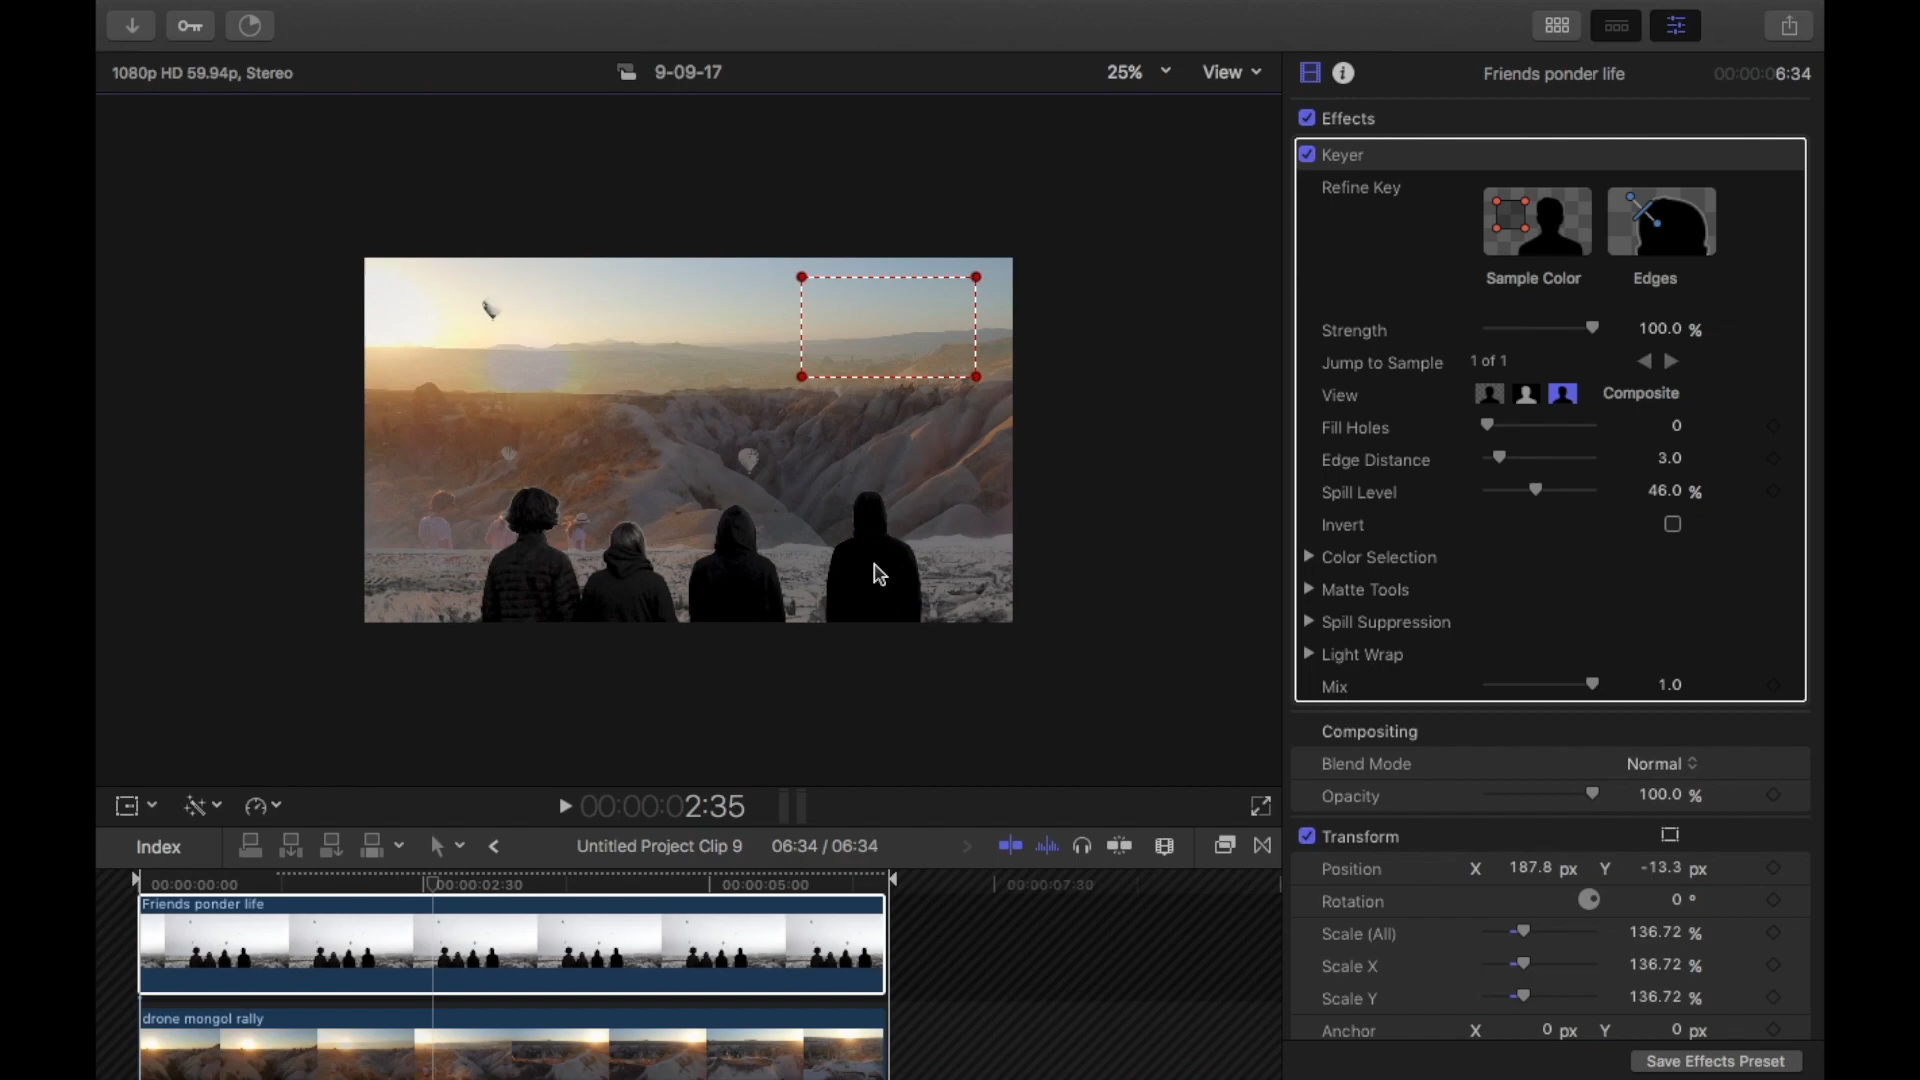 1080p HD 59.94p, Stereo
9-09-17
25%
View
Friends ponder life
00:00:06:34
Effects
Keyer
Refine Key
Sample Color
Edges
Strength
100.0 %
Jump to Sample
1 of 1
View
Composite
Fill Holes
0
Edge Distance
3.0
Spill Level
46.0 %
Invert
Color Selection
Matte Tools
Spill Suppression
Light Wrap
Mix
1.0
Compositing
Blend Mode
Normal
Opacity
100.0 %
Transform
Position
X 187.8 px Y -13.3 px
Rotation
0 °
Scale (All)
136.72 %
Scale X
136.72 %
Scale Y
136.72 %
Anchor
X 0 px Y 0 px
Save Effects Preset
00:00:02:35
Index
Untitled Project Clip 9
06:34 / 06:34
00:00:00:00
00:00:02:30
00:00:05:00
00:00:07:30
Friends ponder life
drone mongol rally